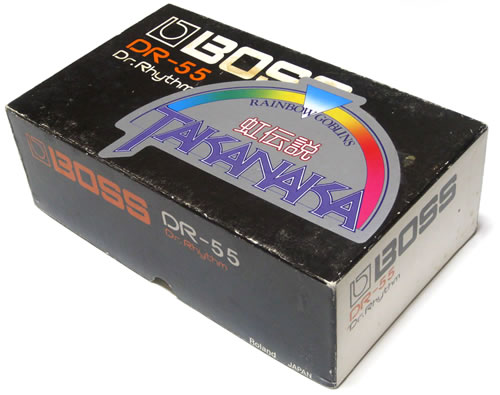 BOSS
DR-55
Dr.Rhythm
RAINBOW GOBLINS
虹伝説
TAKANAKA
BOSS
DR-55
Dr.Rhythm
Roland JAPAN
BOSS
DR-55
Dr.Rhythm